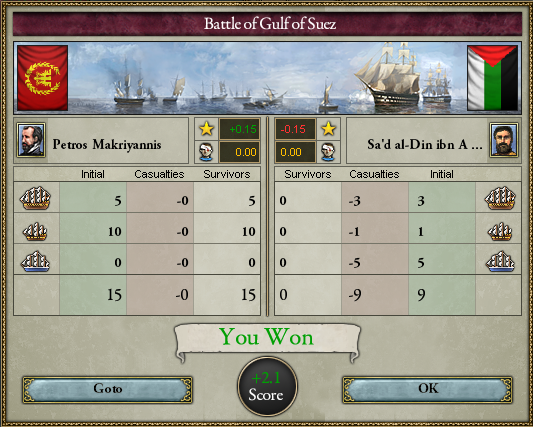 Battle of Gulf of Suez
Petros Makriyannis +0.15 -0.15 Sa'd al-Din ibn A ...
0.00 0.00
Initial Casualties Survivors Survivors Casualties Initial
5 -0 5 0 -3 3
10 -0 10 0 -1 1
0 -0 0 0 -5 5
15 -0 15 0 -9 9
You Won
+2.1
Score
Goto OK